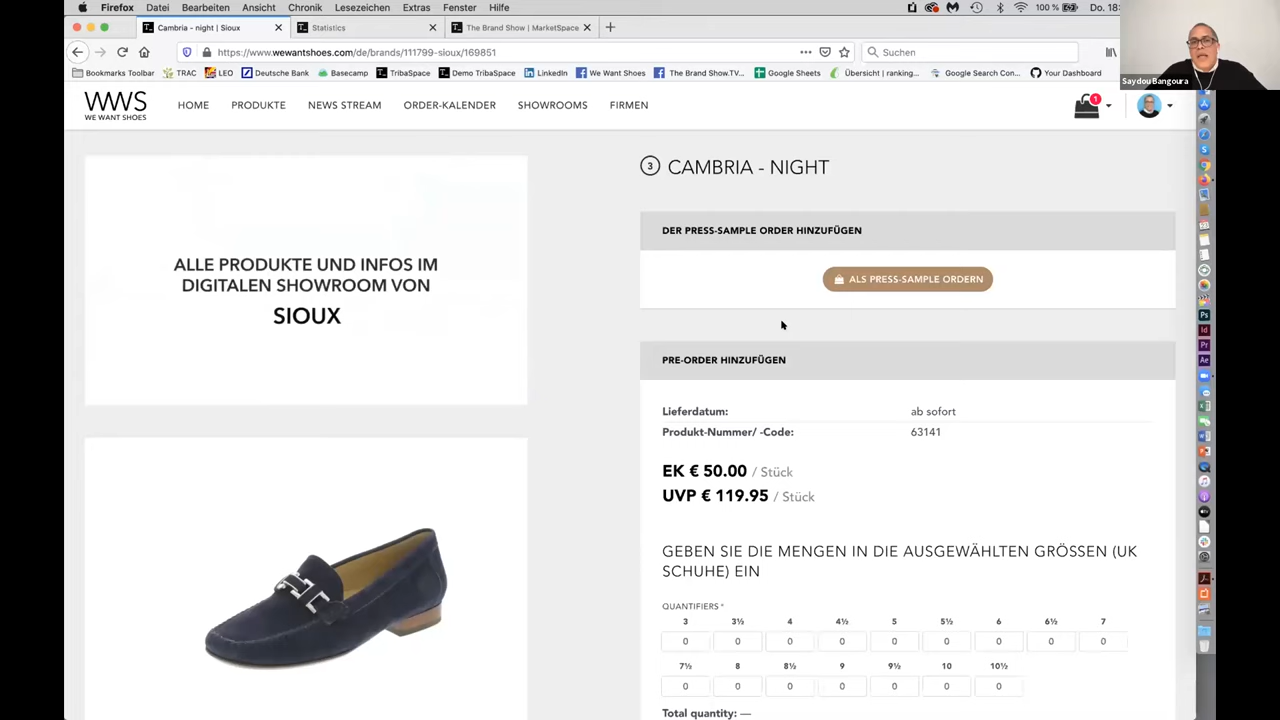 Firefox Datei Bearbeiten Ansicht Chronik Lesezeichen Extras Fenster Hilfe
100 % Do. 18:
Cambria - night | Sioux
Statistics
The Brand Show | MarketSpace
https://www.wewantshoes.com/de/brands/111799-sioux/169851
Suchen
Bookmarks Toolbar TRAC LEO Deutsche Bank Basecamp TribaSpace Demo TribaSpace LinkedIn We Want Shoes The Brand Show.TV... Google Sheets Übersicht | ranking... Google Search Con... Your Dashboard
Saydou Bangoura
WWS
WE WANT SHOES
HOME PRODUKTE NEWS STREAM ORDER-KALENDER SHOWROOMS FIRMEN
1
ALLE PRODUKTE UND INFOS IM
DIGITALEN SHOWROOM VON
SIOUX
3 CAMBRIA - NIGHT
DER PRESS-SAMPLE ORDER HINZUFÜGEN
ALS PRESS-SAMPLE ORDERN
PRE-ORDER HINZUFÜGEN
Lieferdatum: ab sofort
Produkt-Nummer/ -Code: 63141
EK € 50.00 / Stück
UVP € 119.95 / Stück
GEBEN SIE DIE MENGEN IN DIE AUSGEWÄHLTEN GRÖSSEN (UK
SCHUHE) EIN
QUANTIFIERS *
3 3½ 4 4½ 5 5½ 6 6½ 7
0 0 0 0 0 0 0 0 0
7½ 8 8½ 9 9½ 10 10½
0 0 0 0 0 0 0
Total quantity: —